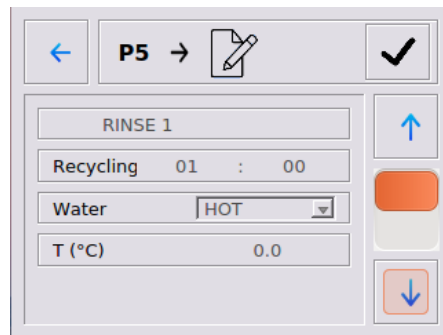 P5 →
RINSE 1
Recycling 01 : 00
Water HOT
T (°C) 0.0